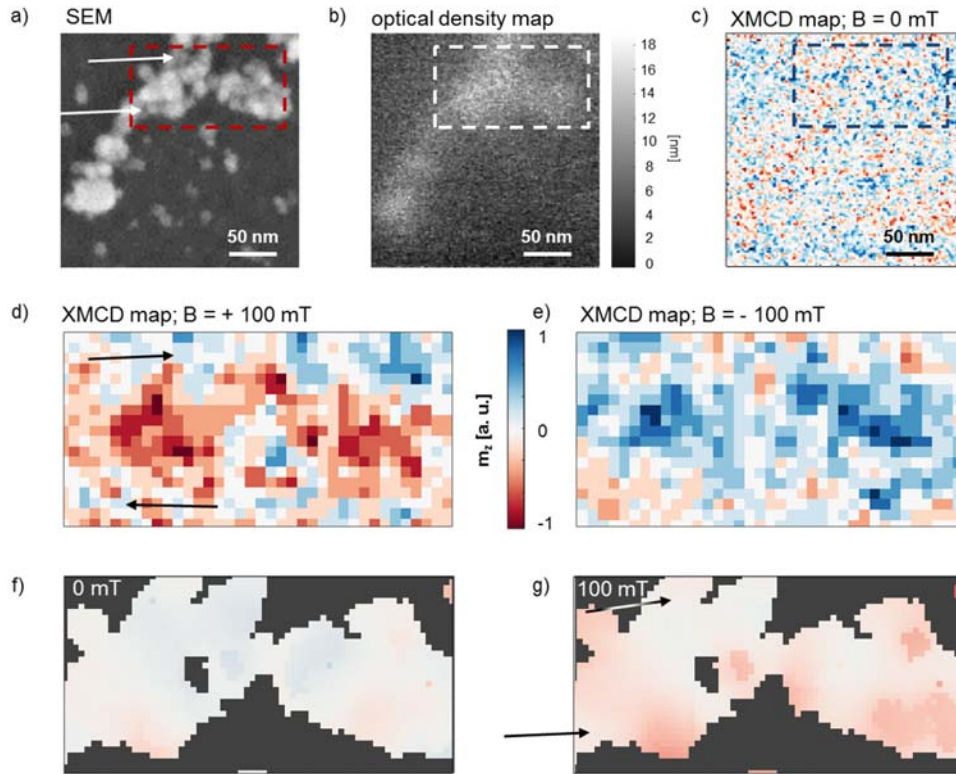 a) SEM
b) optical density map
c) XMCD map; B = 0 mT
50 nm
50 nm
18
16
14
12
10
8
6
4
2
0
[nm]
50 nm
d) XMCD map; B = + 100 mT
e) XMCD map; B = - 100 mT
1
0
-1
m_z [a. u.]
f) 0 mT
g) 100 mT